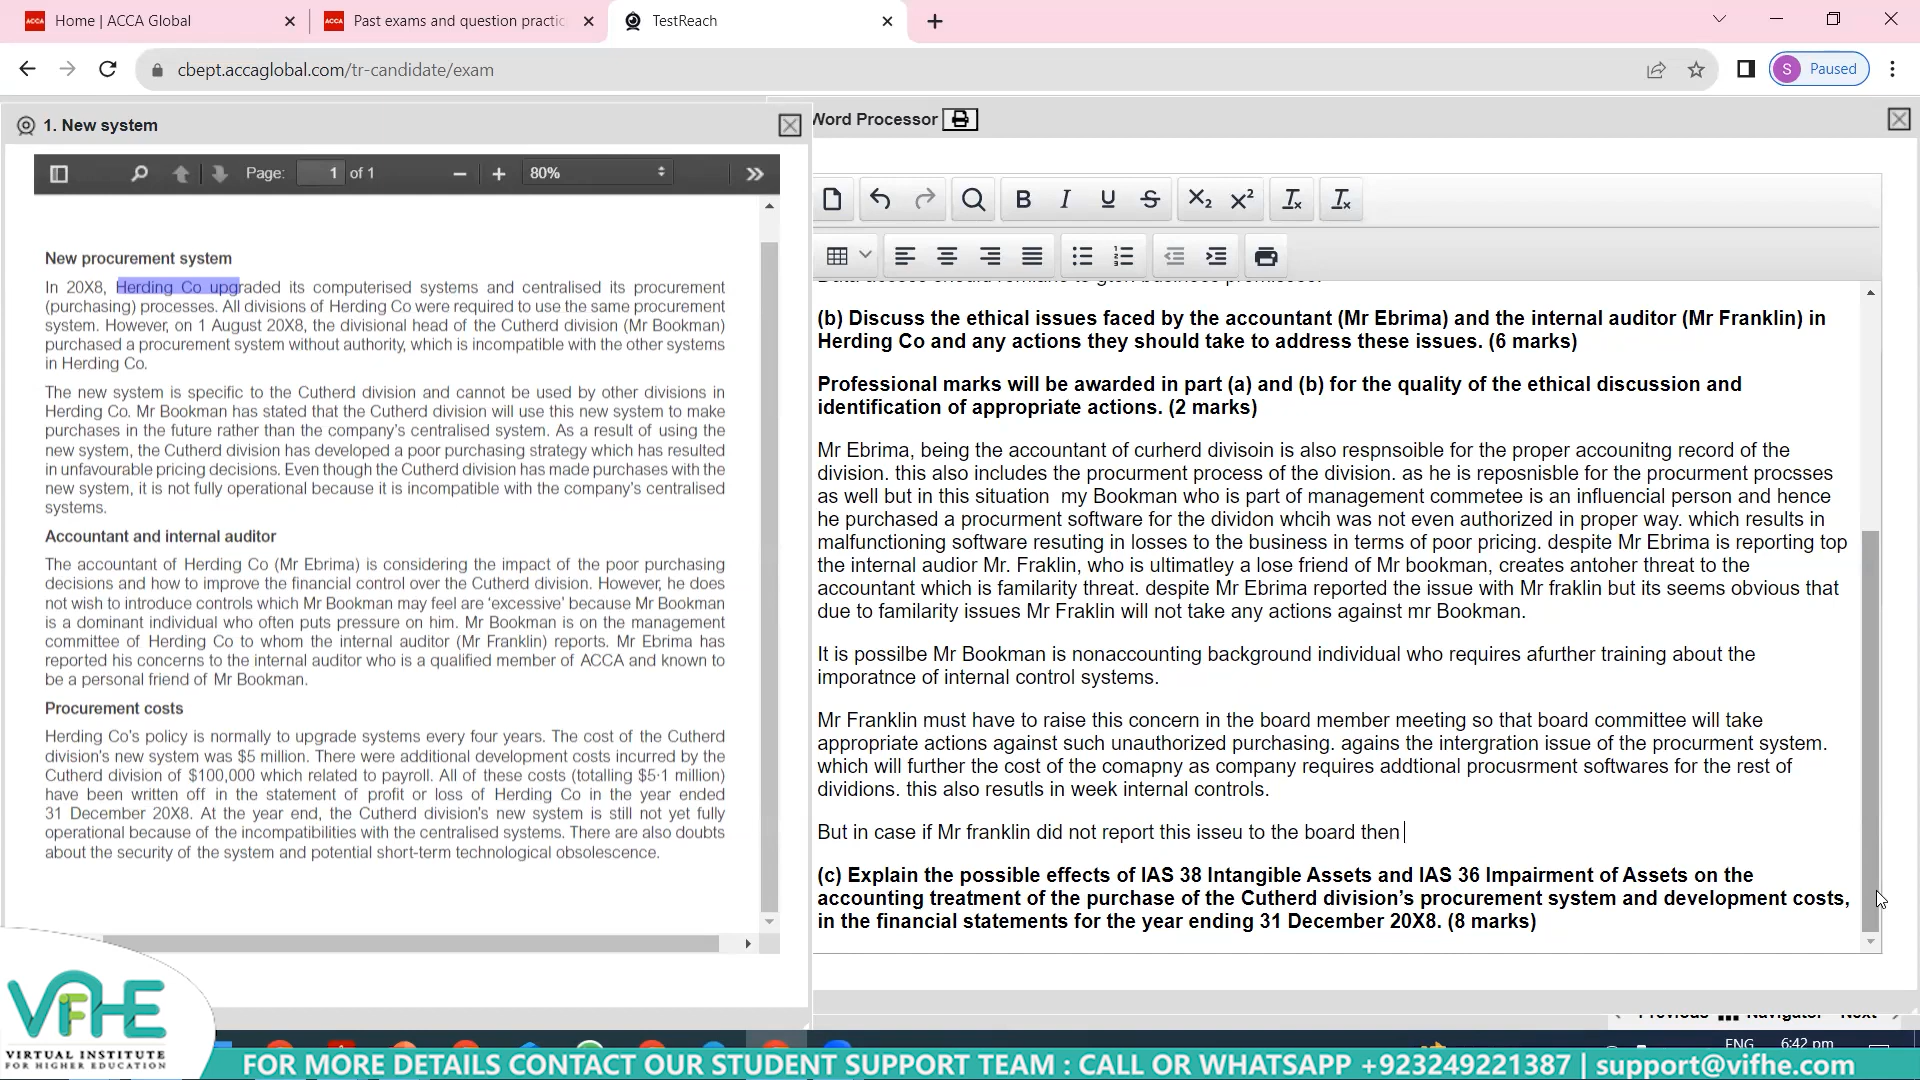 Home | ACCA Global
Past exams and question practic
TestReach
cbept.accaglobal.com/tr-candidate/exam
S Paused
1. New system
Word Processor
Page: 1 of 1
80%
New procurement system
In 20X8, Herding Co upgraded its computerised systems and centralised its procurement
(purchasing) processes. All divisions of Herding Co were required to use the same procurement
system. However, on 1 August 20X8, the divisional head of the Cutherd division (Mr Bookman)
purchased a procurement system without authority, which is incompatible with the other systems
in Herding Co.
The new system is specific to the Cutherd division and cannot be used by other divisions in
Herding Co. Mr Bookman has stated that the Cutherd division will use this new system to make
purchases in the future rather than the company's centralised system. As a result of using the
new system, the Cutherd division has developed a poor purchasing strategy which has resulted
in unfavourable pricing decisions. Even though the Cutherd division has made purchases with the
new system, it is not fully operational because it is incompatible with the company's centralised
systems.
Accountant and internal auditor
The accountant of Herding Co (Mr Ebrima) is considering the impact of the poor purchasing
decisions and how to improve the financial control over the Cutherd division. However, he does
not wish to introduce controls which Mr Bookman may feel are 'excessive' because Mr Bookman
is a dominant individual who often puts pressure on him. Mr Bookman is on the management
committee of Herding Co to whom the internal auditor (Mr Franklin) reports. Mr Ebrima has
reported his concerns to the internal auditor who is a qualified member of ACCA and known to
be a personal friend of Mr Bookman.
Procurement costs
Herding Co's policy is normally to upgrade systems every four years. The cost of the Cutherd
division's new system was $5 million. There were additional development costs incurred by the
Cutherd division of $100,000 which related to payroll. All of these costs (totalling $5·1 million)
have been written off in the statement of profit or loss of Herding Co in the year ended
31 December 20X8. At the year end, the Cutherd division's new system is still not yet fully
operational because of the incompatibilities with the centralised systems. There are also doubts
about the security of the system and potential short-term technological obsolescence.
(b) Discuss the ethical issues faced by the accountant (Mr Ebrima) and the internal auditor (Mr Franklin) in
Herding Co and any actions they should take to address these issues. (6 marks)
Professional marks will be awarded in part (a) and (b) for the quality of the ethical discussion and
identification of appropriate actions. (2 marks)
Mr Ebrima, being the accountant of curherd divisoin is also respnsoible for the proper accounitng record of the
division. this also includes the procurment process of the division. as he is reposnisble for the procurment procsses
as well but in this situation my Bookman who is part of management commetee is an influencial person and hence
he purchased a procurment software for the dividon whcih was not even authorized in proper way. which results in
malfunctioning software resuting in losses to the business in terms of poor pricing. despite Mr Ebrima is reporting top
the internal audior Mr. Fraklin, who is ultimatley a lose friend of Mr bookman, creates antoher threat to the
accountant which is familarity threat. despite Mr Ebrima reported the issue with Mr fraklin but its seems obvious that
due to familarity issues Mr Fraklin will not take any actions against mr Bookman.
It is possilbe Mr Bookman is nonaccounting background individual who requires afurther training about the
imporatnce of internal control systems.
Mr Franklin must have to raise this concern in the board member meeting so that board committee will take
appropriate actions against such unauthorized purchasing. agains the intergration issue of the procurment system.
which will further the cost of the comapny as company requires addtional procusrment softwares for the rest of
dividions. this also resutls in week internal controls.
But in case if Mr franklin did not report this isseu to the board then
(c) Explain the possible effects of IAS 38 Intangible Assets and IAS 36 Impairment of Assets on the
accounting treatment of the purchase of the Cutherd division's procurement system and development costs,
in the financial statements for the year ending 31 December 20X8. (8 marks)
Previous Navigator Next
ENG 6:42 pm
VIFHE
VIRTUAL INSTITUTE
FOR HIGHER EDUCATION
FOR MORE DETAILS CONTACT OUR STUDENT SUPPORT TEAM : CALL OR WHATSAPP +923249221387 | support@vifhe.com